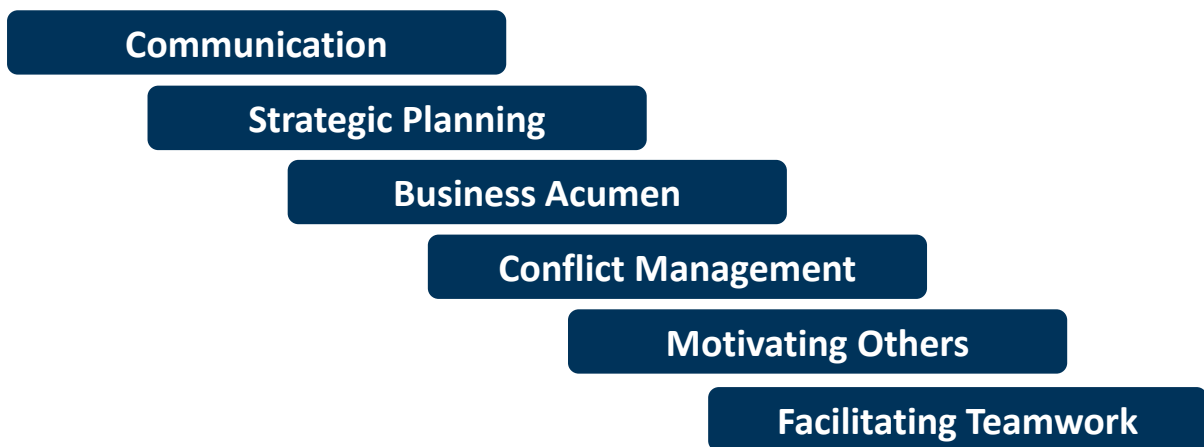 Communication
Strategic Planning
Business Acumen
Conflict Management
Motivating Others
Facilitating Teamwork